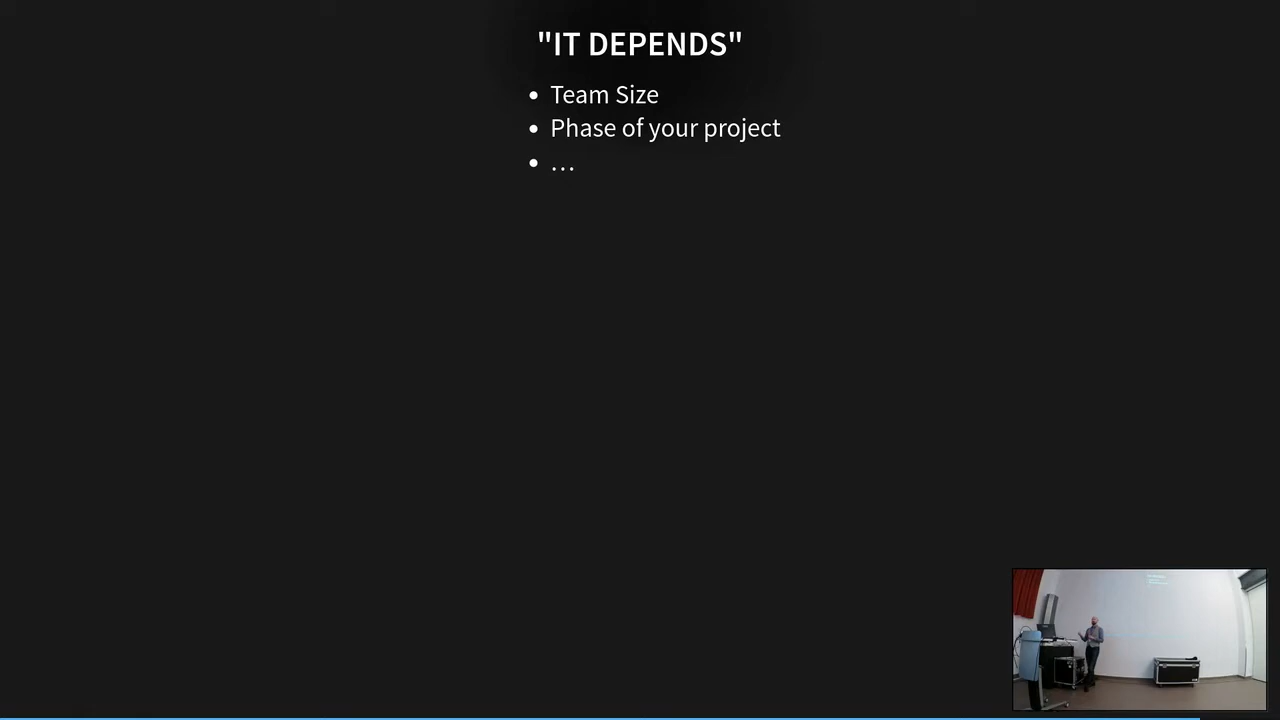 "IT DEPENDS"
• Team Size
• Phase of your project
• …